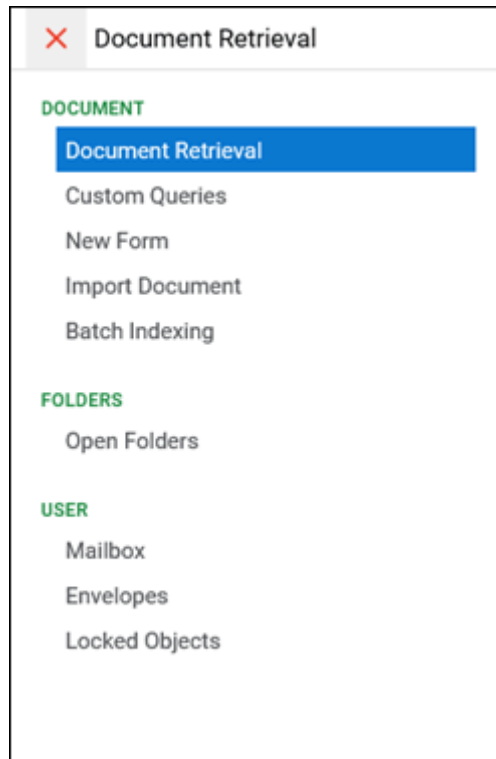 Document Retrieval
DOCUMENT
Document Retrieval
Custom Queries
New Form
Import Document
Batch Indexing
FOLDERS
Open Folders
USER
Mailbox
Envelopes
Locked Objects